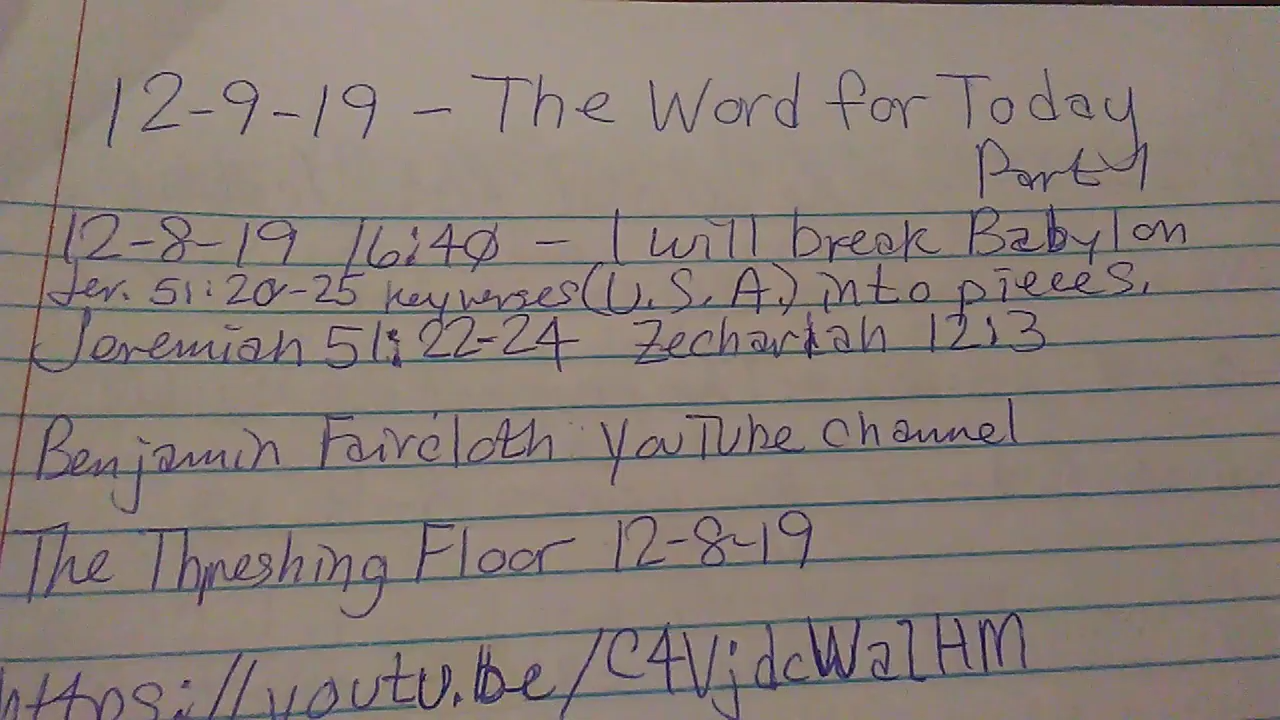 12-9-19 - The Word for Today
Part 1
12-8-19 16:40 - I will break Babylon
Jer. 51:20-25 key verses (U.S.A.) into pieces.
Jeremiah 51:22-24 Zechariah 12:3
Benjamin Faircloth YouTube channel
The Threshing Floor 12-8-19
https://youtu.be/C4VjdcWalHM